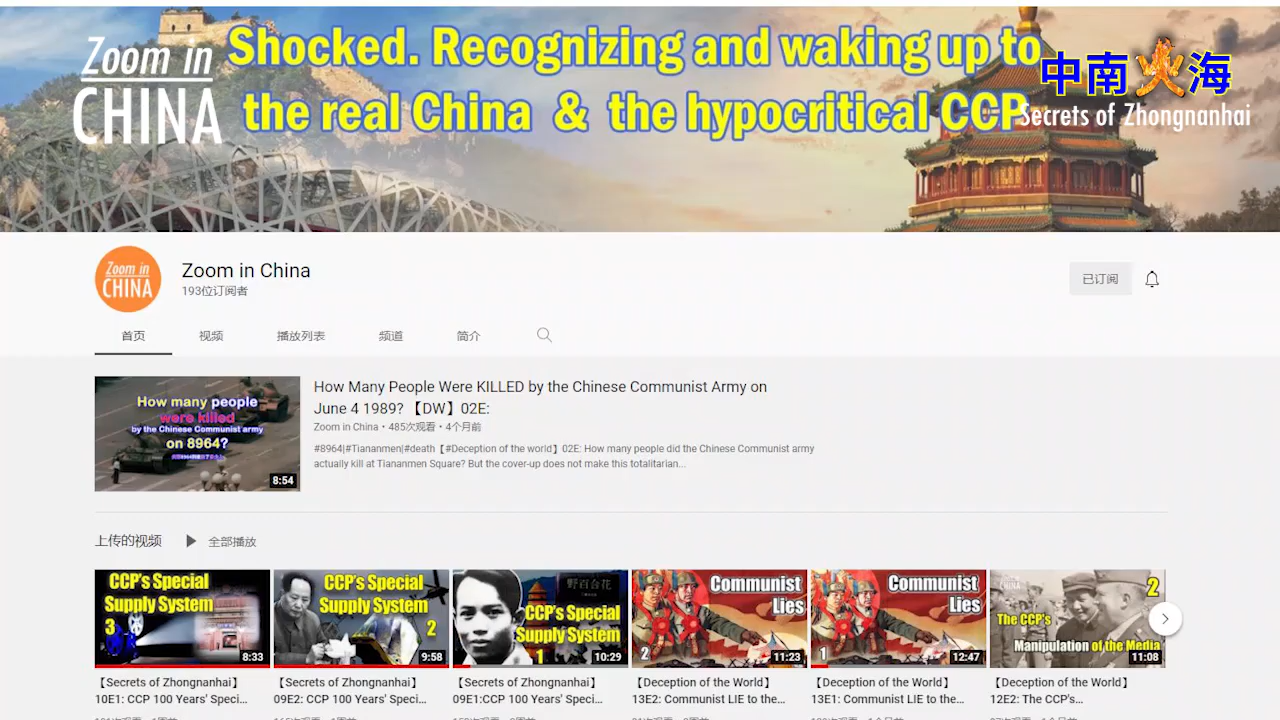 Zoom in
CHINA
Shocked. Recognizing and waking up to
the real China & the hypocritical CCP
中南海
Secrets of Zhongnanhai
Zoom in
CHINA
Zoom in China
193位订阅者
已订阅
首页 视频 播放列表 频道 简介
How many people
were killed
by the Chinese Communist army
on 8964?
8:54
How Many People Were KILLED by the Chinese Communist Army on
June 4 1989? 【DW】02E:
Zoom in China • 485次观看 • 4个月前
#8964|#Tiananmen|#death【#Deception of the world】02E: How many people did the Chinese Communist army
actually kill at Tiananmen Square? But the cover-up does not make this totalitarian...
上传的视频 全部播放
CCP's Special
Supply System
3
8:33
CCP's Special
Supply System
2
9:58
野百合花
CCP's Special
Supply System
1
10:29
Communist
Lies
2
11:23
Communist
Lies
1
12:47
2
The CCP's
Manipulation of the Media
11:08
【Secrets of Zhongnanhai】
10E1: CCP 100 Years' Speci...
【Secrets of Zhongnanhai】
09E2: CCP 100 Years' Speci...
【Secrets of Zhongnanhai】
09E1:CCP 100 Years' Speci...
【Deception of the World】
13E2: Communist LIE to the...
【Deception of the World】
13E1: Communist LIE to the...
【Deception of the World】
12E2: The CCP's...